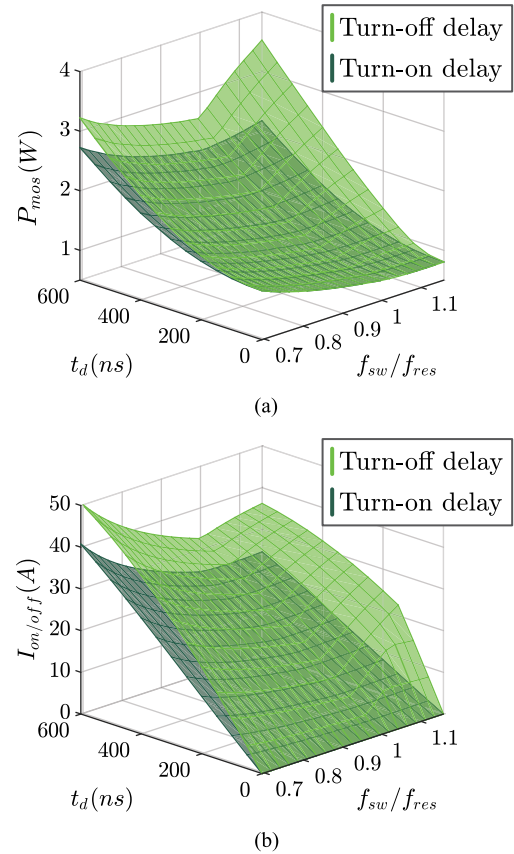 Turn-off delay
Turn-on delay
4
3
2
1
P_{mos}(W)
600
400
200
0
t_d(ns)
0.7
0.8
0.9
1
1.1
f_{sw}/f_{res}
(a)
Turn-off delay
Turn-on delay
50
40
30
20
10
0
I_{on/off}(A)
600
400
200
0
t_d(ns)
0.7
0.8
0.9
1
1.1
f_{sw}/f_{res}
(b)